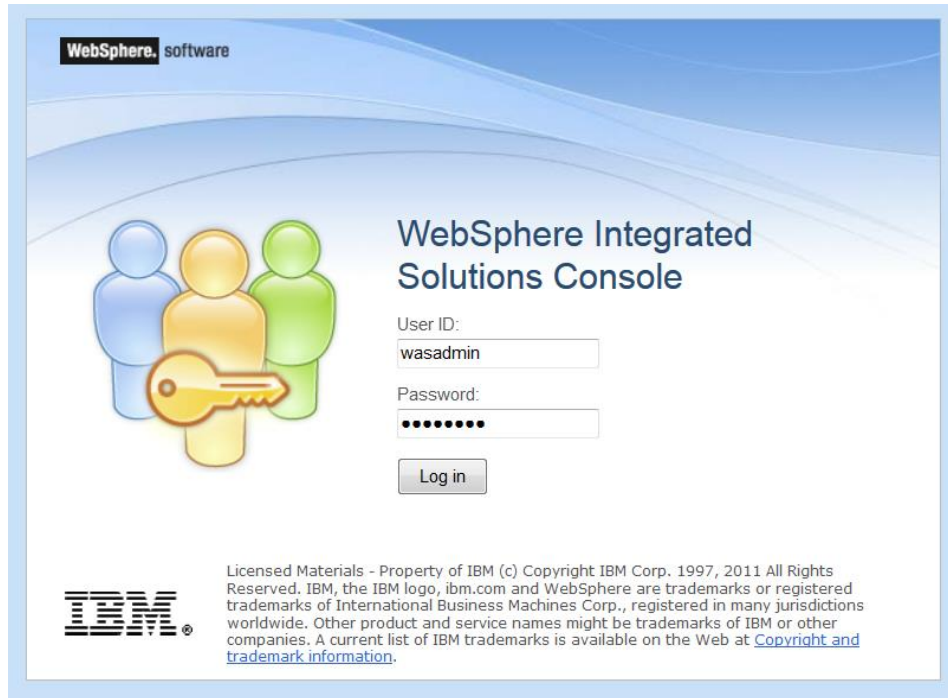 WebSphere. software
WebSphere Integrated
Solutions Console
User ID:
wasadmin
Password:
●●●●●●●●
Log in
Licensed Materials - Property of IBM (c) Copyright IBM Corp. 1997, 2011 All Rights
Reserved. IBM, the IBM logo, ibm.com and WebSphere are trademarks or registered
trademarks of International Business Machines Corp., registered in many jurisdictions
worldwide. Other product and service names might be trademarks of IBM or other
companies. A current list of IBM trademarks is available on the Web at Copyright and
trademark information.
IBM®